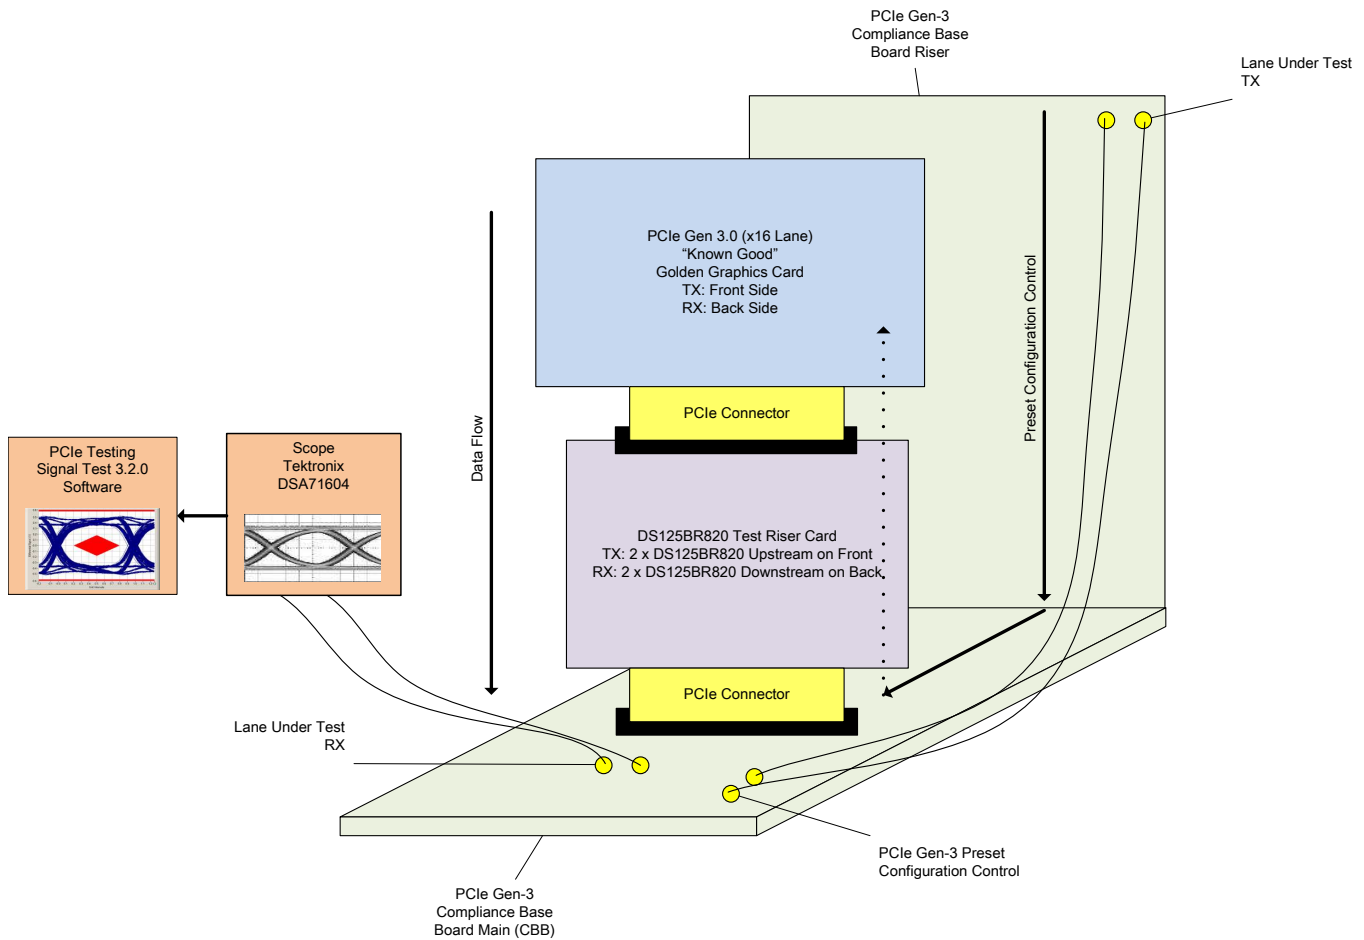 PCIe Gen-3
Compliance Base
Board Riser
Lane Under Test
TX
PCIe Gen 3.0 (x16 Lane)
“Known Good”
Golden Graphics Card
TX: Front Side
RX: Back Side
Preset Configuration Control
PCIe Connector
Data Flow
PCIe Testing
Signal Test 3.2.0
Software
Scope
Tektronix
DSA71604
DS125BR820 Test Riser Card
TX: 2 x DS125BR820 Upstream on Front
RX: 2 x DS125BR820 Downstream on Back
PCIe Connector
Lane Under Test
RX
PCIe Gen-3 Preset
Configuration Control
PCIe Gen-3
Compliance Base
Board Main (CBB)